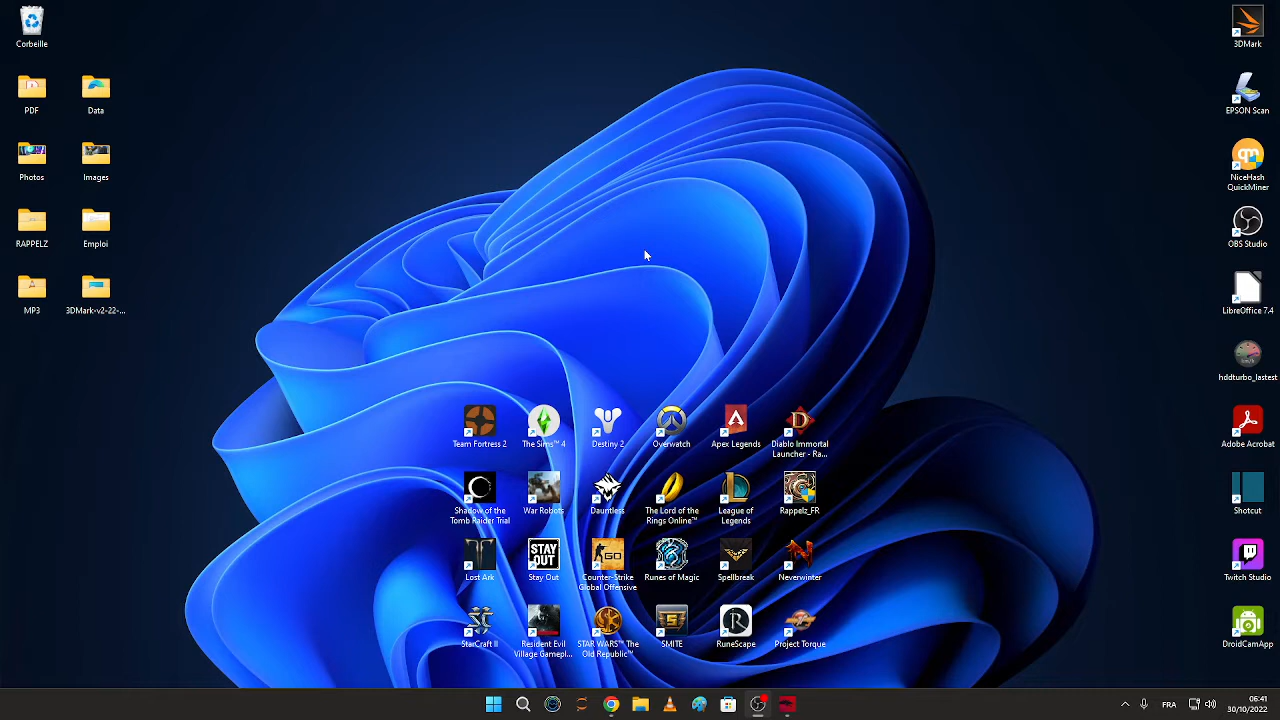 Corbeille
PDF
Data
Photos
Images
RAPPELZ
Emploi
MP3
3DMark-v2-22-...
Team Fortress 2
The Sims™ 4
Destiny 2
Overwatch
Apex Legends
Diablo Immortal
Launcher - Ra...
Shadow of the
Tomb Raider Trial
War Robots
Dauntless
The Lord of the
Rings Online™
League of
Legends
Rappelz_FR
Lost Ark
STAY
OUT
Stay Out
GO
Counter-Strike
Global Offensive
Runes of Magic
Spellbreak
Neverwinter
StarCraft II
Resident Evil
Village Gamepl...
STAR WARS™ The
Old Republic™
SMITE
RuneScape
Project Torque
3DMark
EPSON Scan
NiceHash
QuickMiner
OBS Studio
LibreOffice 7.4
hddturbo_lastest
Adobe Acrobat
Shotcut
Twitch Studio
DroidCamApp
FRA
06:41
30/10/2022